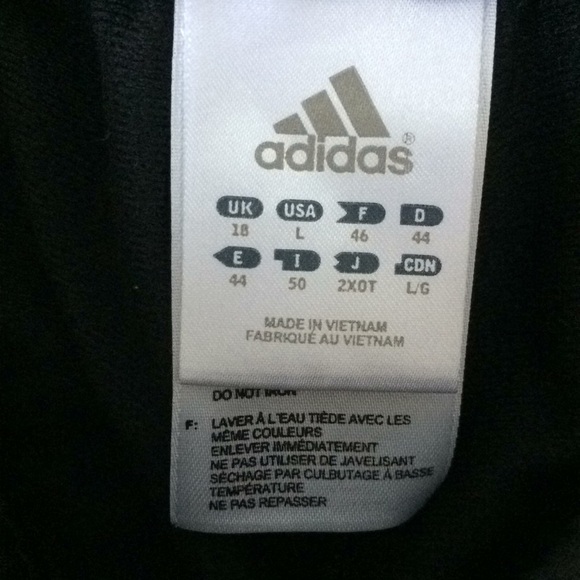 adidas®
UK USA F D
18 L 46 44
E I J CDN
44 50 2XOT L/G
MADE IN VIETNAM
FABRIQUÉ AU VIETNAM
DO NOT IRON
F: LAVER À L'EAU TIÈDE AVEC LES
MÊME COULEURS
ENLEVER IMMÉDIATEMENT
NE PAS UTILISER DE JAVELISANT
SÉCHAGE PAR CULBUTAGE À BASSE
TEMPÉRATURE
NE PAS REPASSER